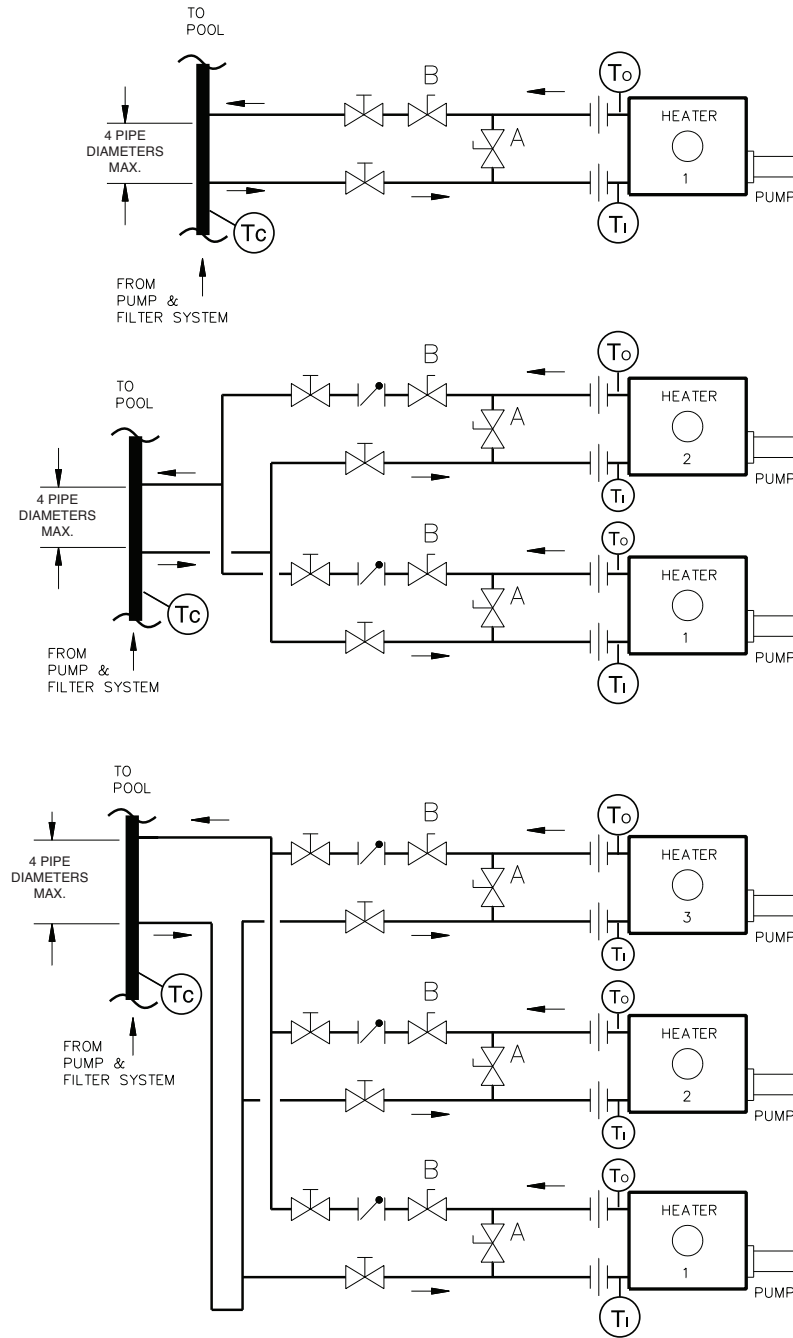 TO
POOL
B
To
HEATER
1
4 PIPE
DIAMETERS
MAX.
A
PUMP
Tc
TI
FROM
PUMP &
FILTER SYSTEM
TO
POOL
B
To
HEATER
2
A
PUMP
4 PIPE
DIAMETERS
MAX.
TI
B
To
HEATER
1
A
Tc
PUMP
TI
FROM
PUMP &
FILTER SYSTEM
TO
POOL
B
To
HEATER
3
4 PIPE
DIAMETERS
MAX.
A
PUMP
TI
Tc
B
To
HEATER
2
FROM
PUMP &
FILTER SYSTEM
A
PUMP
TI
B
To
HEATER
1
A
PUMP
TI